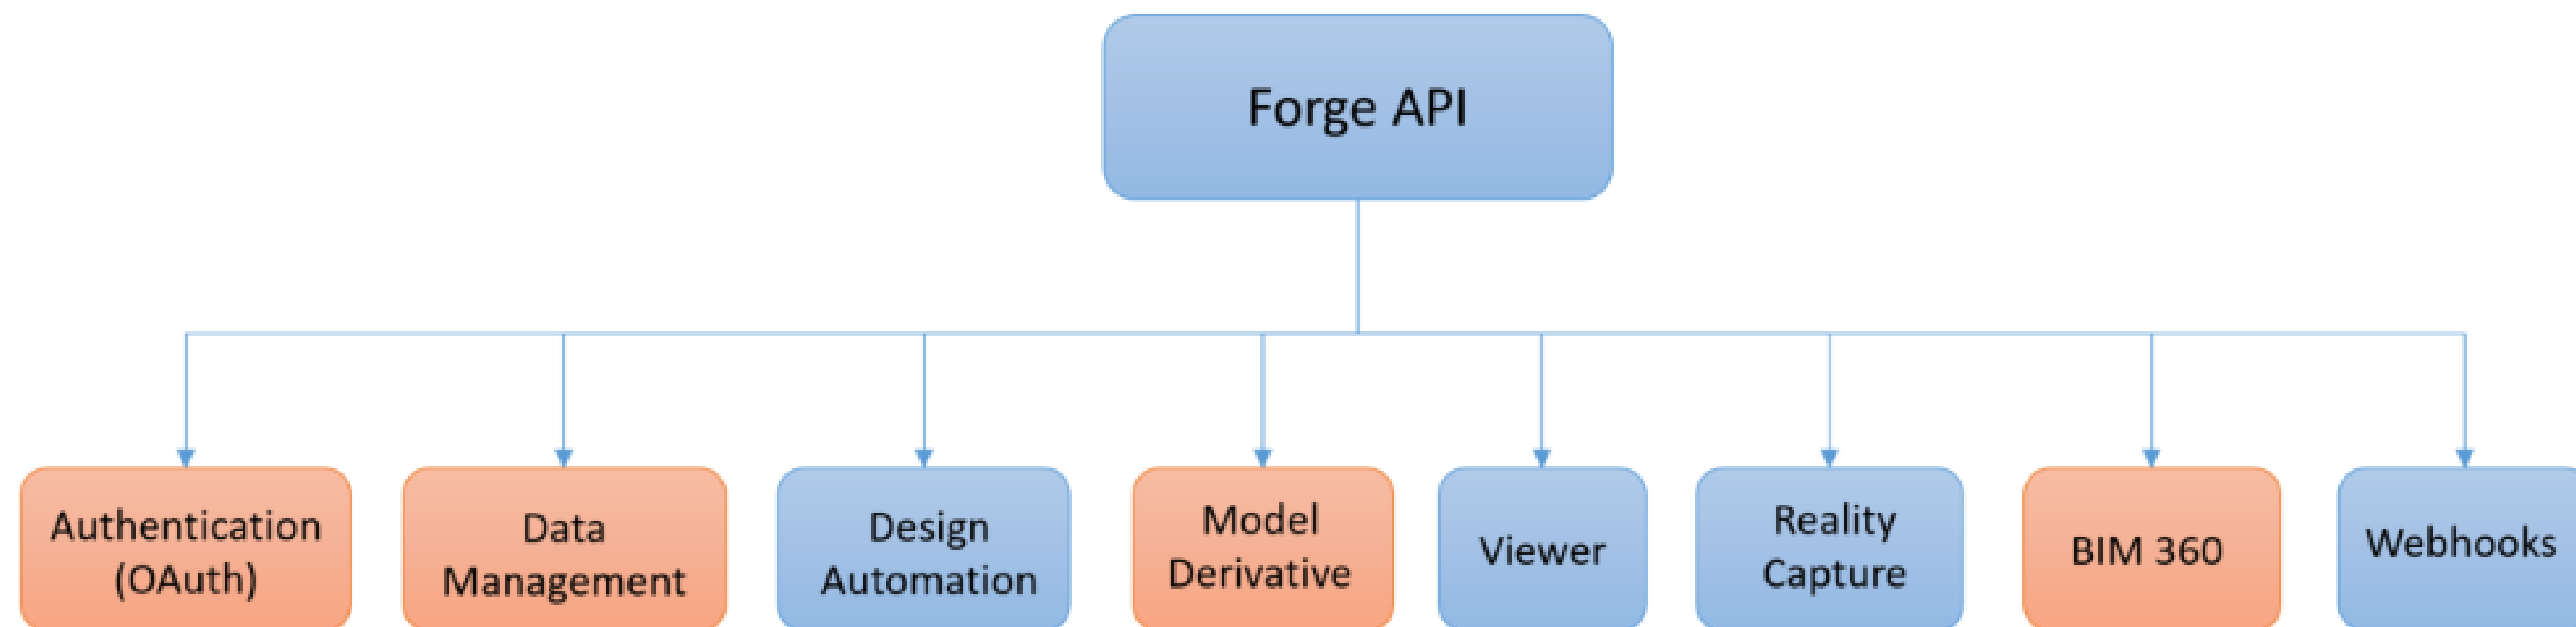 Forge API
Authentication
(OAuth)
Data
Management
Design
Automation
Model
Derivative
Viewer
Reality
Capture
BIM 360
Webhooks